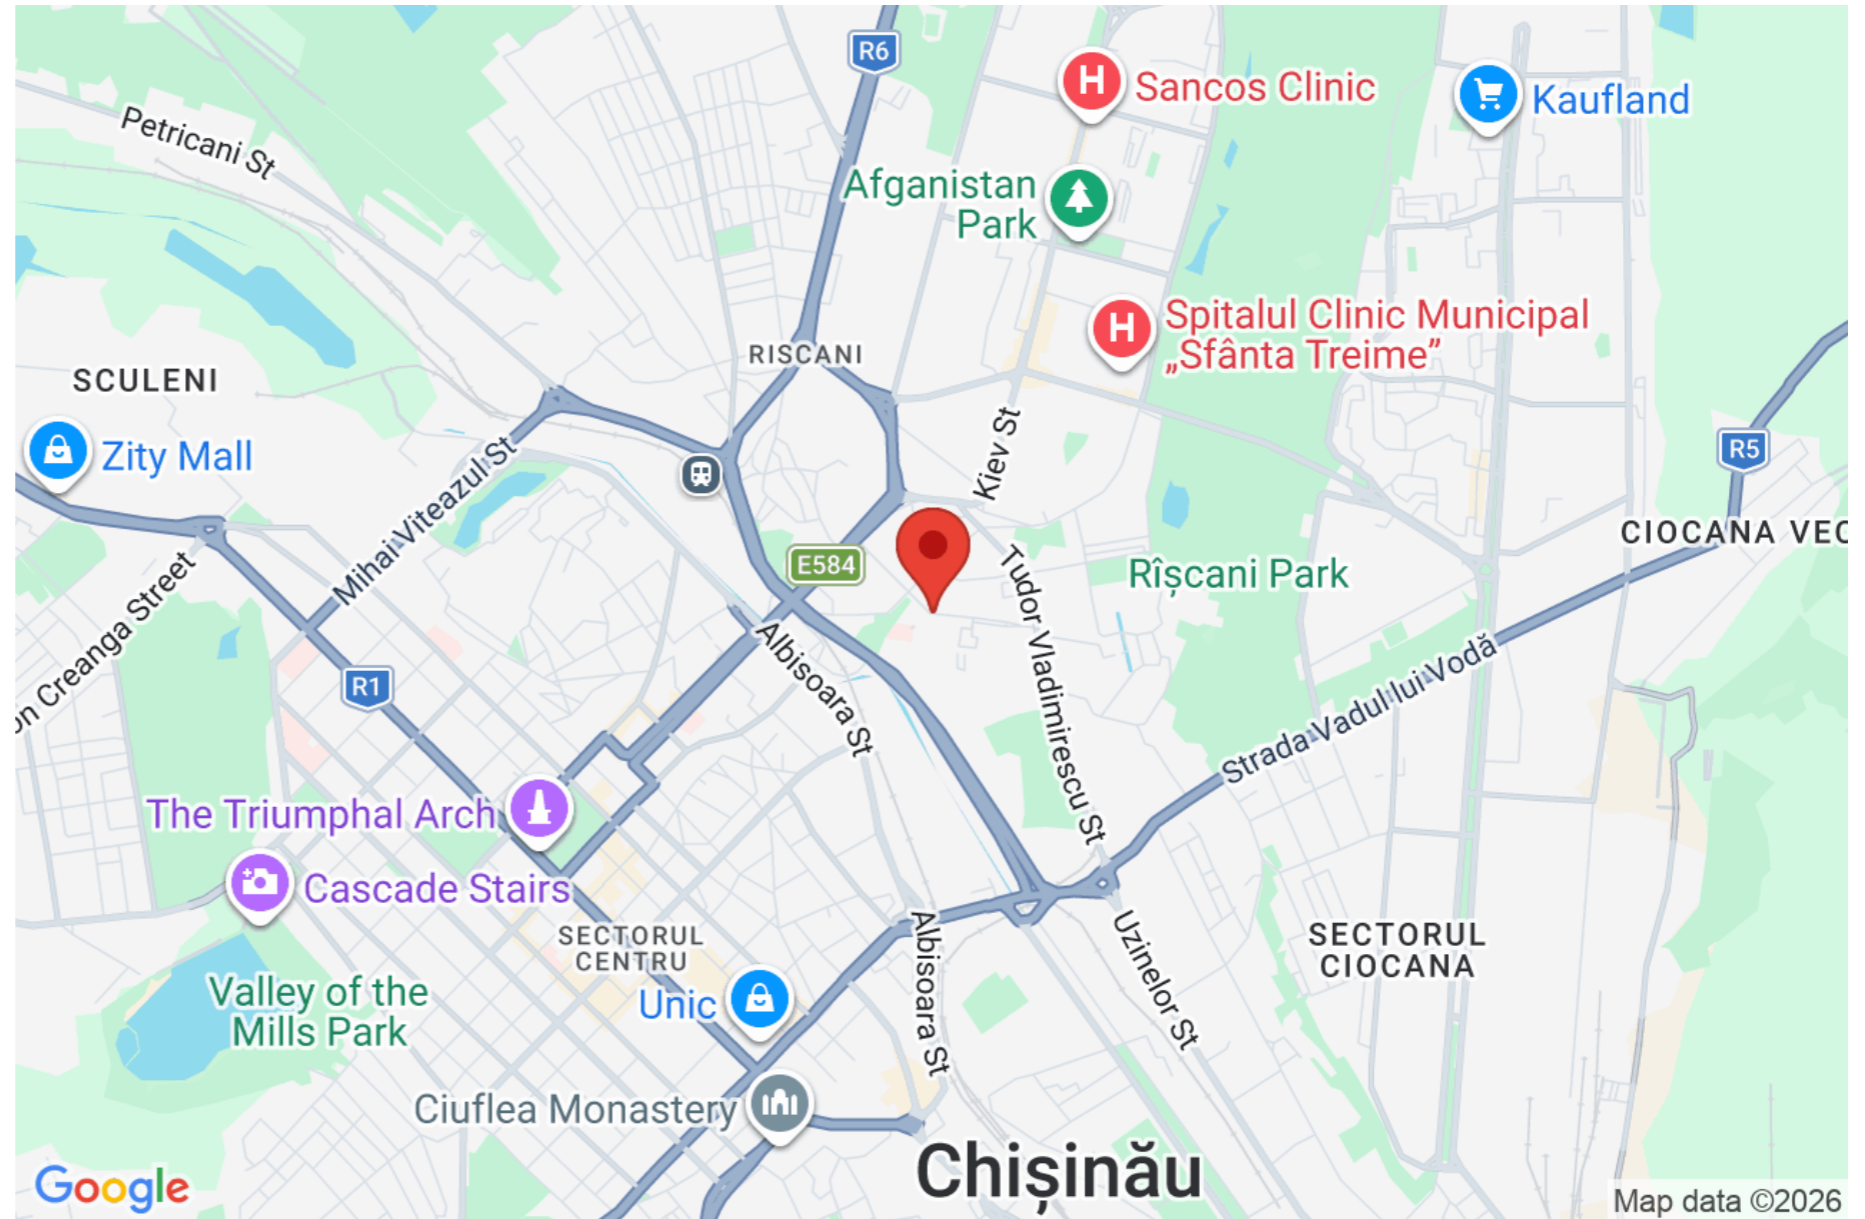 R6
Sancos Clinic
Kaufland
Petricani St
Afganistan
Park
Spitalul Clinic Municipal
„Sfânta Treime”
RISCANI
SCULENI
Zity Mall
Kiev St
R5
Mihai Viteazul St
CIOCANA VEC
E584
Rîșcani Park
on Creanga Street
Tudor Vladimirescu St
Albisoara St
R1
Strada Vadul lui Vodă
The Triumphal Arch
Cascade Stairs
SECTORUL
CENTRU
Albisoara St
Uzinelor St
SECTORUL
CIOCANA
Valley of the
Mills Park
Unic
Ciuflea Monastery
Chișinău
Google
Map data ©2026